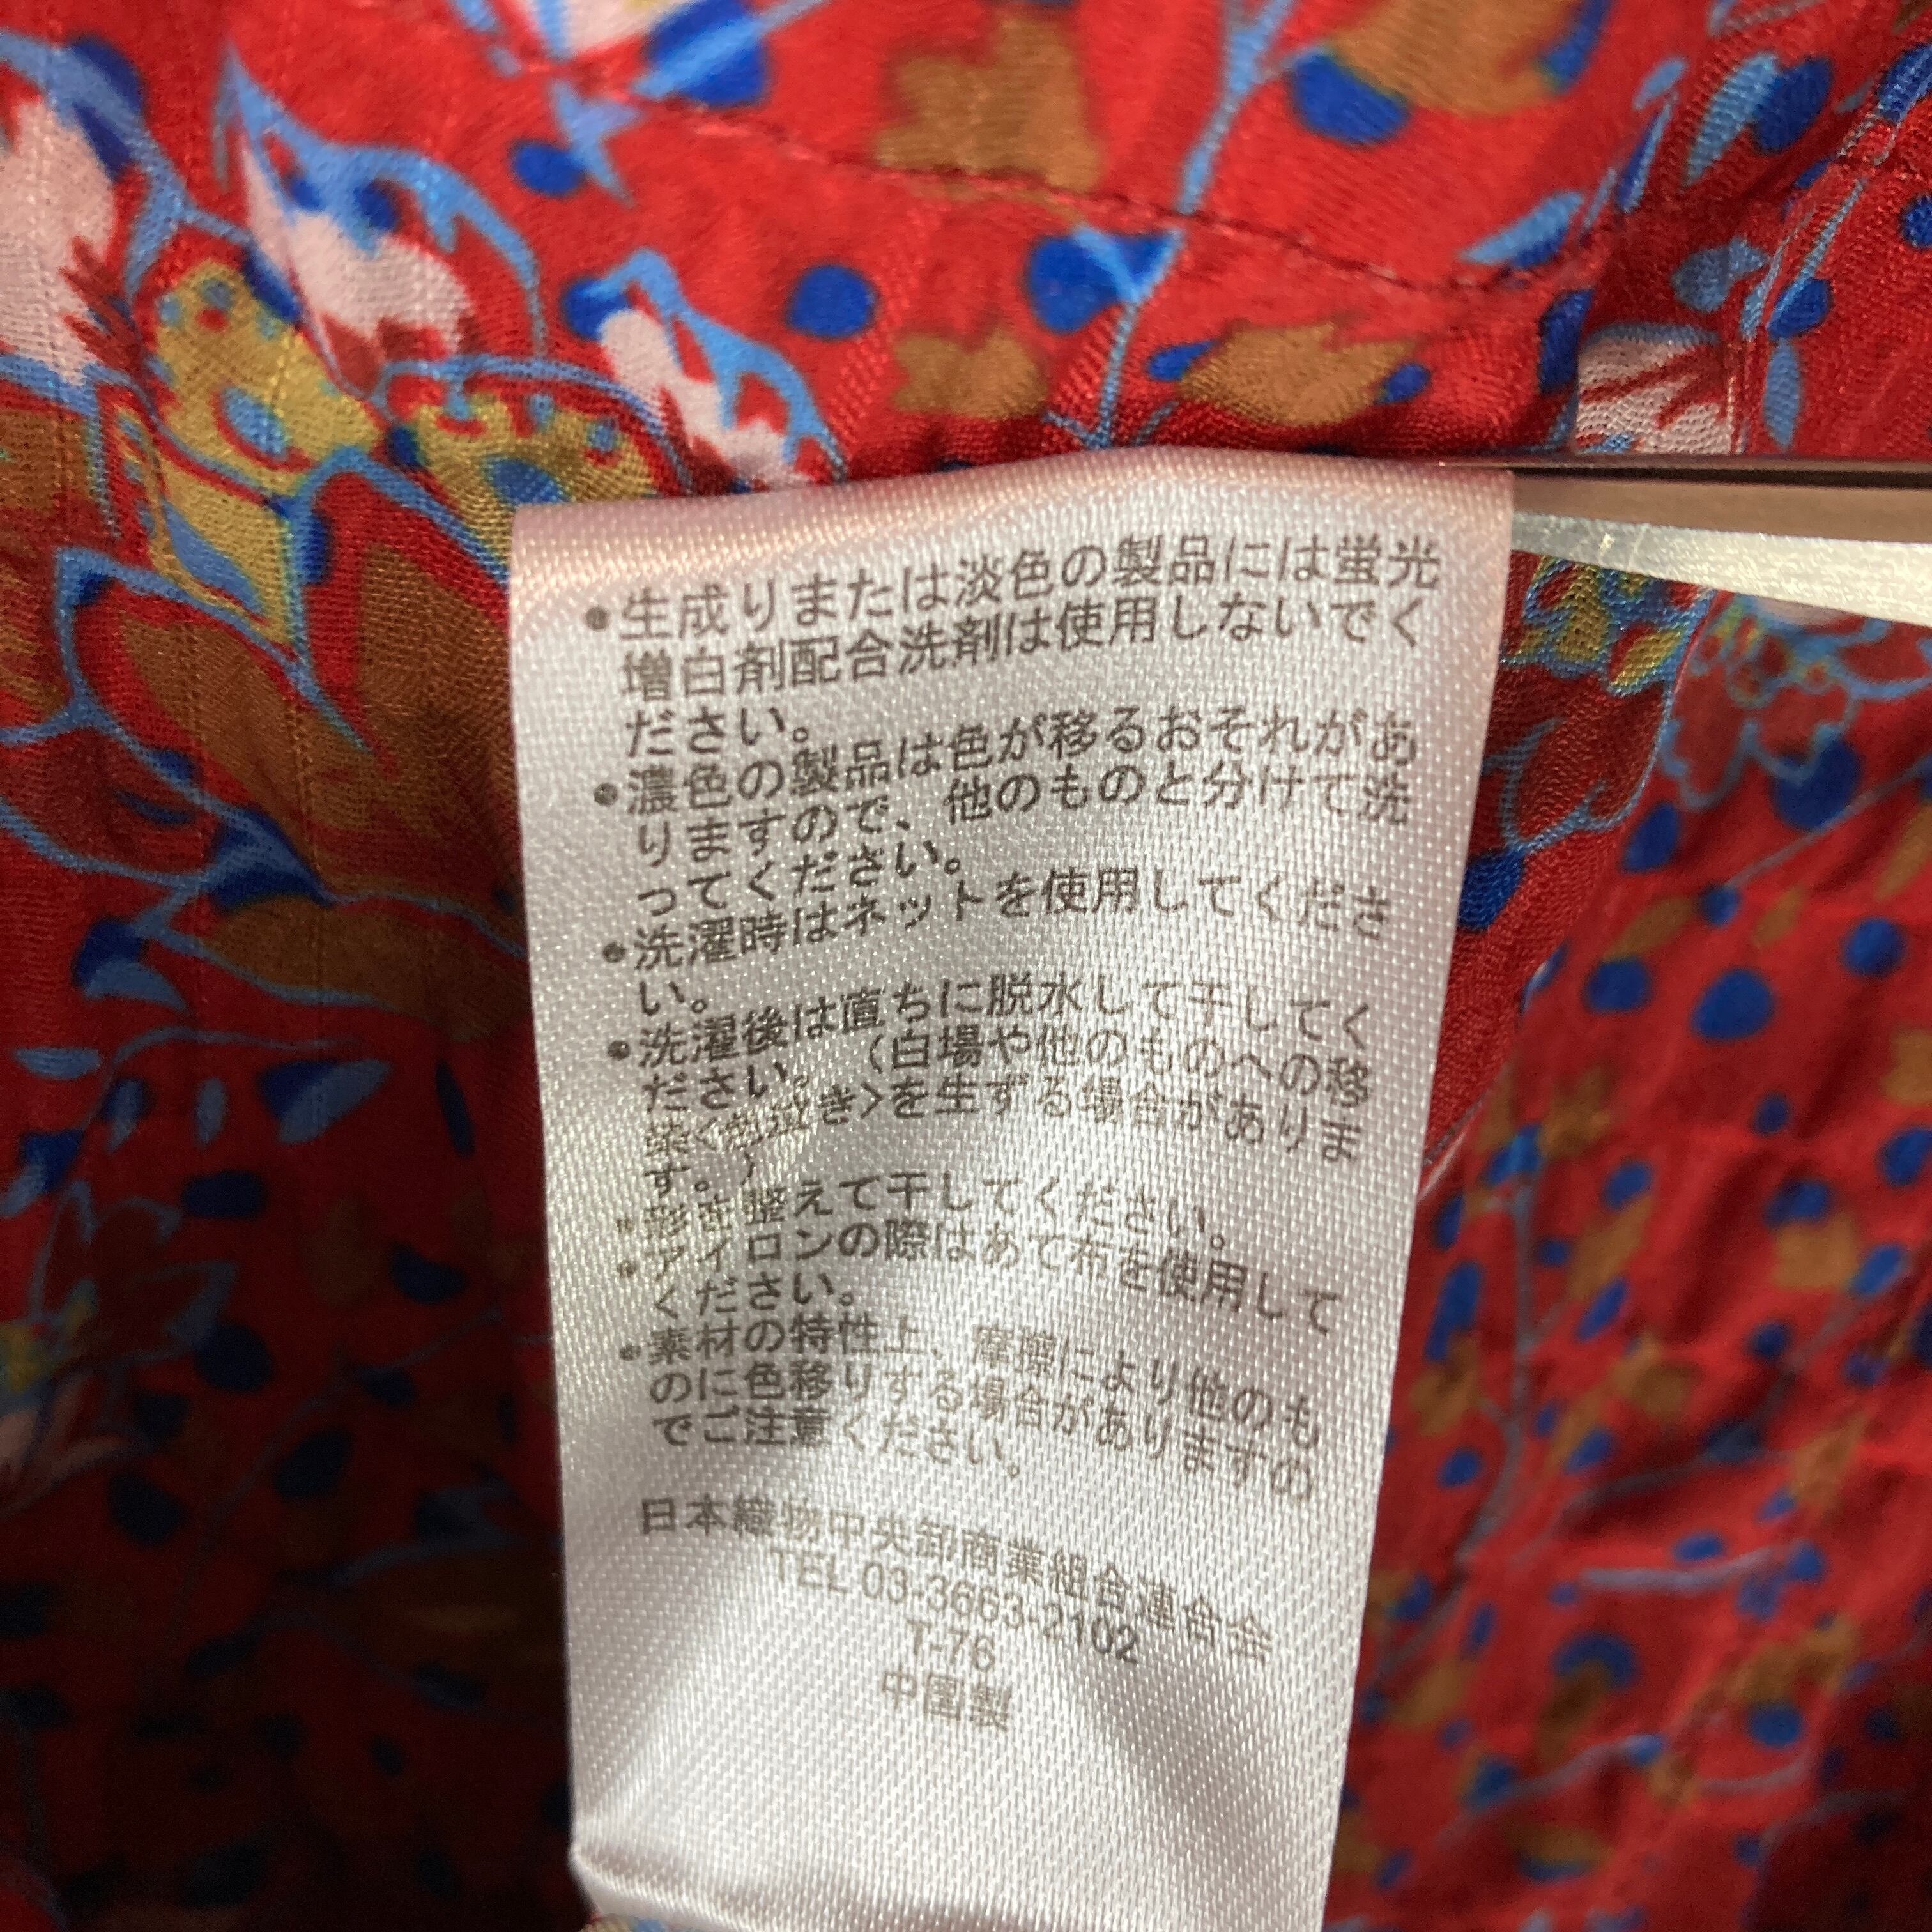 •生成りまたは淡色の製品には蛍光
増白剤配合洗剤は使用しないでく
ださい。
•濃色の製品は色が移るおそれがあ
りますので、他のものと分けて洗
ってください。
•洗濯時はネットを使用してくださ
い。
•洗濯後は直ちに脱水して干してく
ださい。（白場や他のものへの移
染〈色泣き〉を生ずる場合がありま
す。）
•形を整えて干してください。
•アイロンの際はあて布を使用して
ください。
•素材の特性上、摩擦により他のも
のに色移りする場合がありますの
でご注意ください。
日本織物中央卸商業組合連合会
TEL 03-3663-2102
T-76
中国製